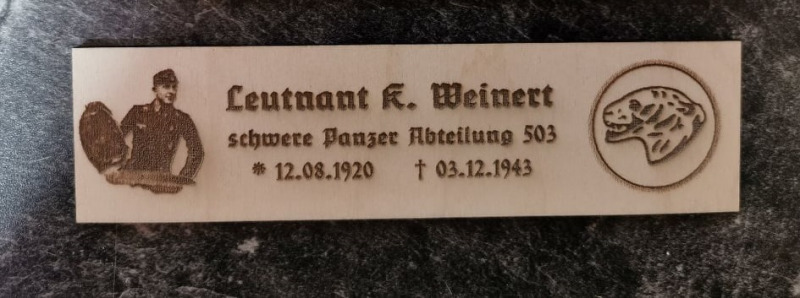 Leutnant K. Weinert
schwere Panzer Abteilung 503
* 12.08.1920 † 03.12.1943